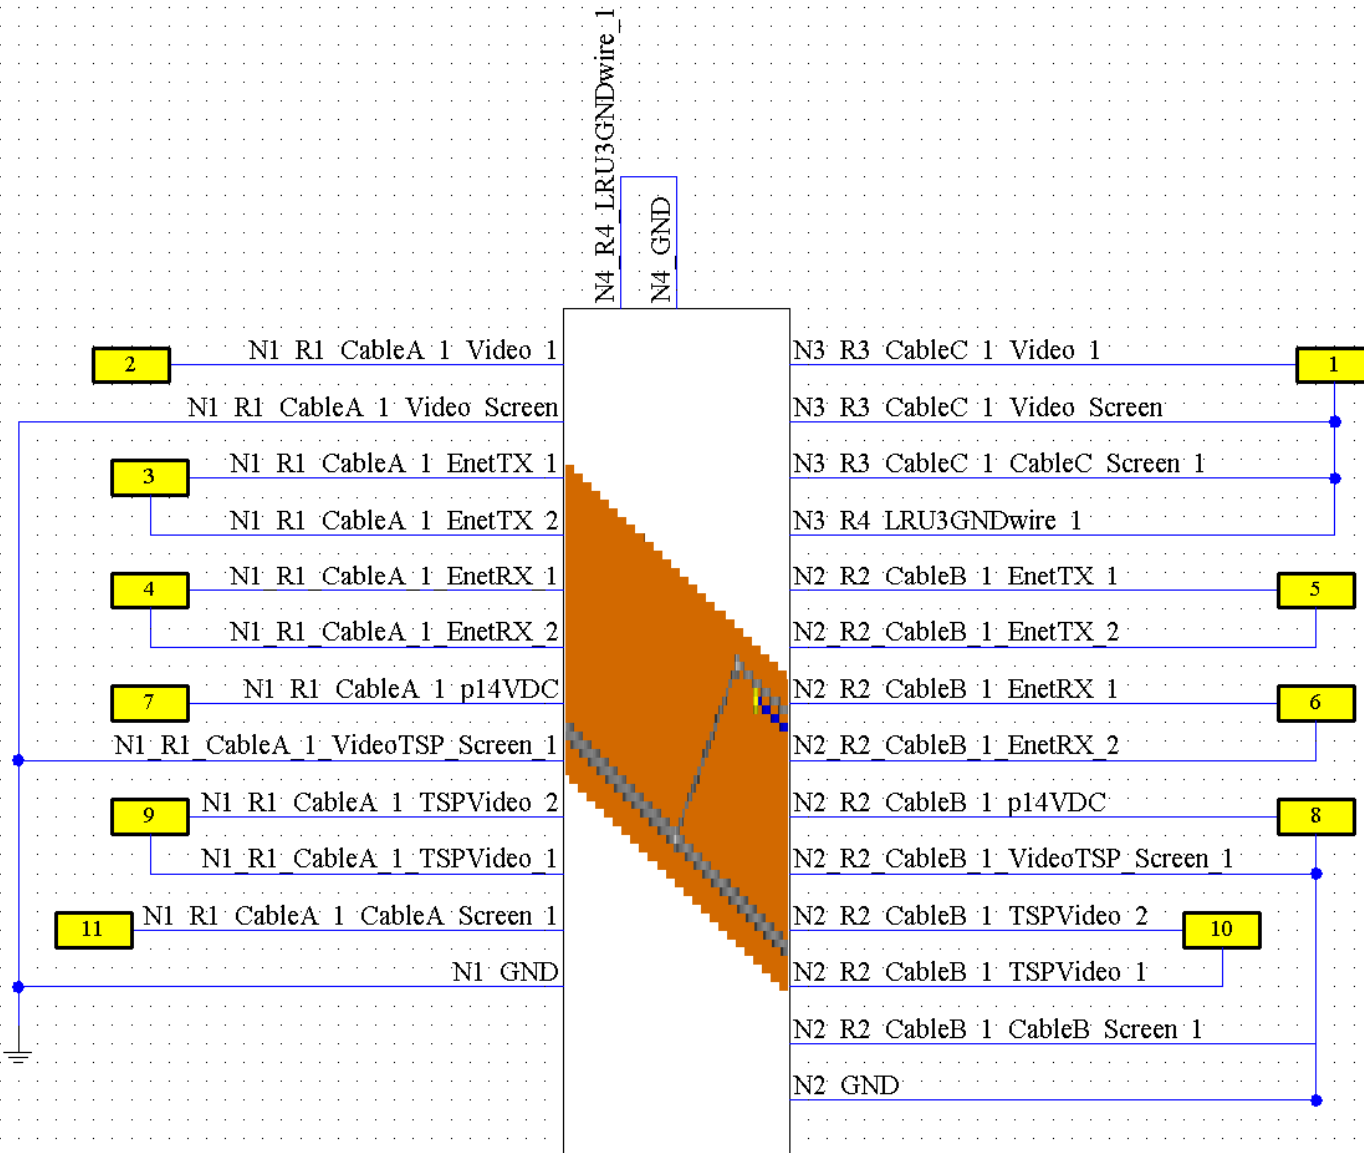 N4_R4_LRU3GNDwire_1
N4_GND
2
N1_R1_CableA_1_Video_1
N1_R1_CableA_1_Video_Screen
3
N1_R1_CableA_1_EnetTX_1
N1_R1_CableA_1_EnetTX_2
4
N1_R1_CableA_1_EnetRX_1
N1_R1_CableA_1_EnetRX_2
7
N1_R1_CableA_1_p14VDC
N1_R1_CableA_1_VideoTSP_Screen_1
9
N1_R1_CableA_1_TSPVideo_2
N1_R1_CableA_1_TSPVideo_1
11
N1_R1_CableA_1_CableA_Screen_1
N1_GND
N3_R3_CableC_1_Video_1
1
N3_R3_CableC_1_Video_Screen
N3_R3_CableC_1_CableC_Screen_1
N3_R4_LRU3GNDwire_1
N2_R2_CableB_1_EnetTX_1
5
N2_R2_CableB_1_EnetTX_2
N2_R2_CableB_1_EnetRX_1
6
N2_R2_CableB_1_EnetRX_2
N2_R2_CableB_1_p14VDC
8
N2_R2_CableB_1_VideoTSP_Screen_1
N2_R2_CableB_1_TSPVideo_2
10
N2_R2_CableB_1_TSPVideo_1
N2_R2_CableB_1_CableB_Screen_1
N2_GND